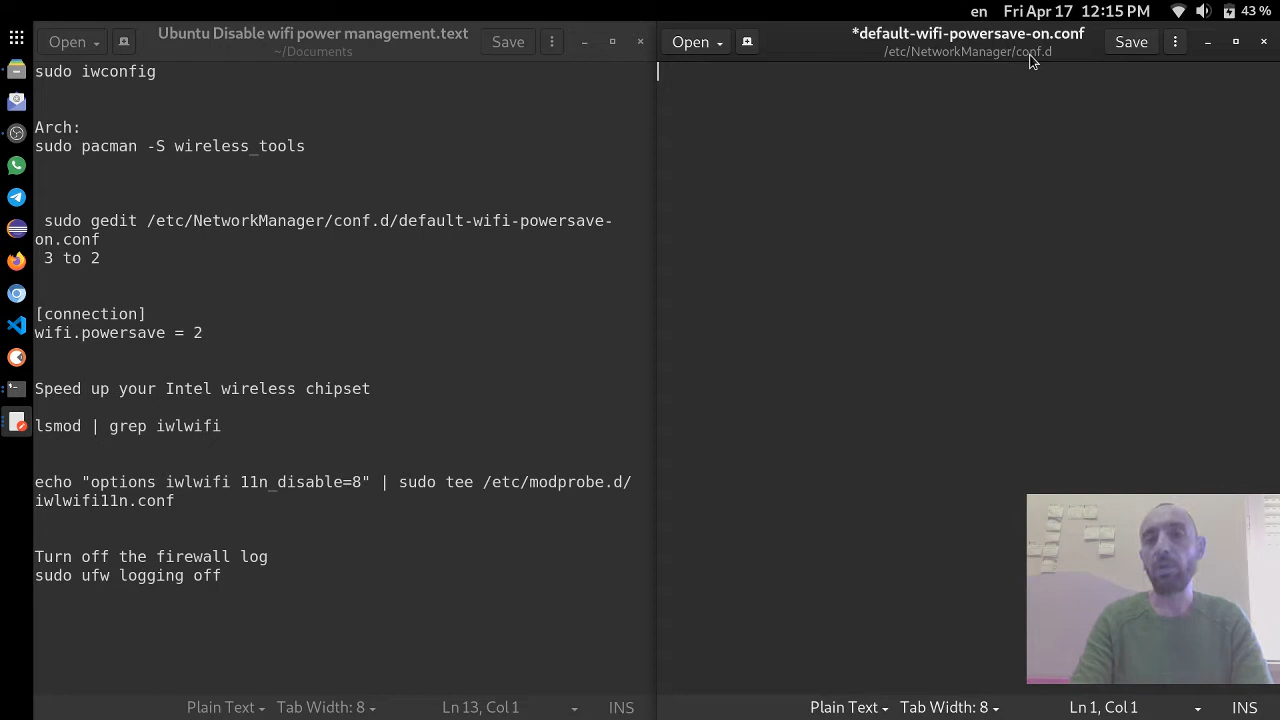 en
Fri Apr 17 12:15 PM
43 %
Open
Ubuntu Disable wifi power management.text
~/Documents
Save
Open
*default-wifi-powersave-on.conf
/etc/NetworkManager/conf.d
Save
sudo iwconfig
Arch:
sudo pacman -S wireless_tools
sudo gedit /etc/NetworkManager/conf.d/default-wifi-powersave-
on.conf
3 to 2
[connection]
wifi.powersave = 2
Speed up your Intel wireless chipset
lsmod | grep iwlwifi
echo "options iwlwifi 11n_disable=8" | sudo tee /etc/modprobe.d/
iwlwifi11n.conf
Turn off the firewall log
sudo ufw logging off
Plain Text
Tab Width: 8
Ln 13, Col 1
INS
Plain Text
Tab Width: 8
Ln 1, Col 1
INS